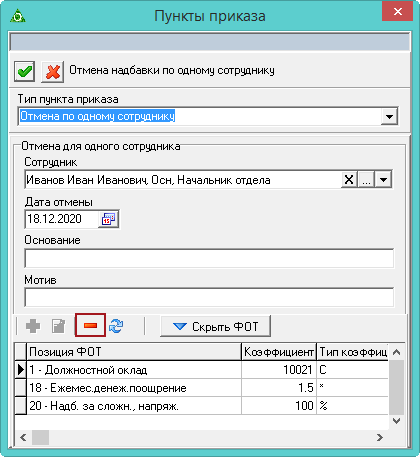 Пункты приказа
Отмена надбавки по одному сотруднику
Тип пункта приказа
Отмена по одному сотруднику
Отмена для одного сотрудника
Сотрудник
Иванов Иван Иванович, Осн, Начальник отдела X ...
Дата отмены
18.12.2020
Основание
Мотив
Скрыть ФОТ
Позиция ФОТ Коэффициент Тип коэффиц
1 - Должностной оклад 10021 С
18 - Ежемес.денеж.поощрение 1.5 *
20 - Надб. за сложн., напряж. 100 %